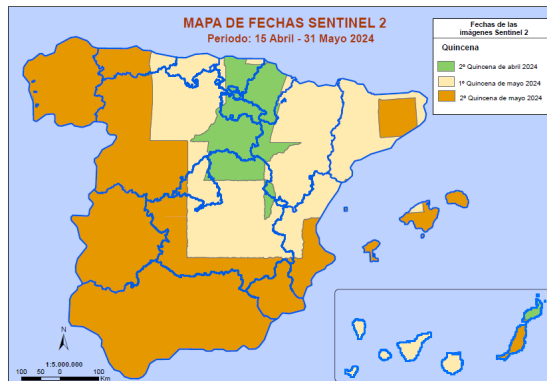 MAPA DE FECHAS SENTINEL 2
Periodo: 15 Abril - 31 Mayo 2024
Fechas de las
imágenes Sentinel 2
Quincena
2ª Quincena de abril 2024
1ª Quincena de mayo 2024
2ª Quincena de mayo 2024
N
1:5.000.000
100 50 0 100
Km